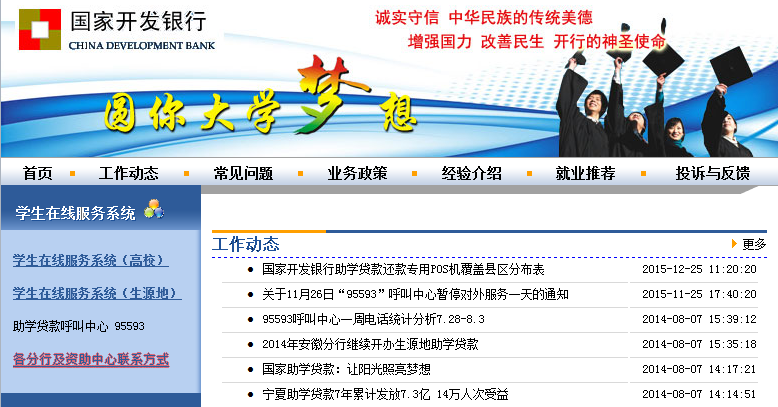 国家开发银行
CHINA DEVELOPMENT BANK
诚实守信 中华民族的传统美德
增强国力 改善民生 开行的神圣使命
圆你大学梦想
首页 工作动态 常见问题 业务政策 经验介绍 就业推荐 投诉与反馈
学生在线服务系统
学生在线服务系统（高校）
学生在线服务系统（生源地）
助学贷款呼叫中心 95593
各分行及资助中心联系方式
工作动态 更多
国家开发银行助学贷款还款专用POS机覆盖县区分布表 2015-12-25 11:20:20
关于11月26日“95593”呼叫中心暂停对外服务一天的通知 2015-11-25 17:40:20
95593呼叫中心一周电话统计分析7.28-8.3 2014-08-07 15:39:12
2014年安徽分行继续开办生源地助学贷款 2014-08-07 15:35:18
国家助学贷款：让阳光照亮梦想 2014-08-07 14:17:21
宁夏助学贷款7年累计发放7.3亿 14万人次受益 2014-08-07 14:14:51